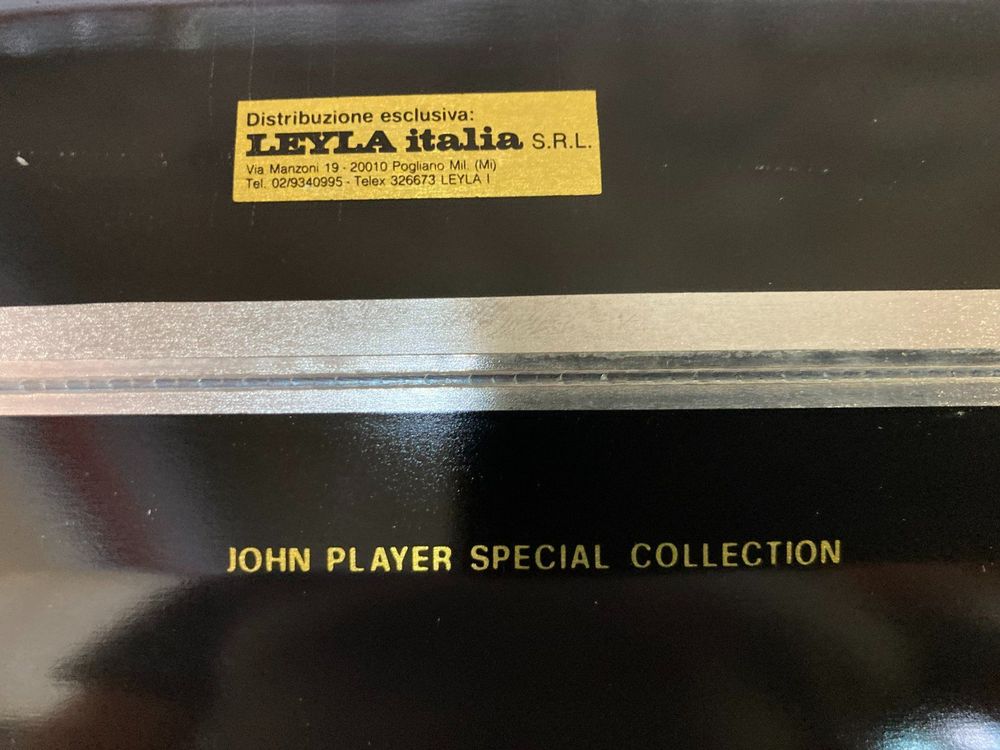 Distribuzione esclusiva:
LEYLA italia S.R.L.
Via Manzoni 19 - 20010 Pogliano Mil. (Mi)
Tel. 02/9340995 - Telex 326673 LEYLA I
JOHN PLAYER SPECIAL COLLECTION